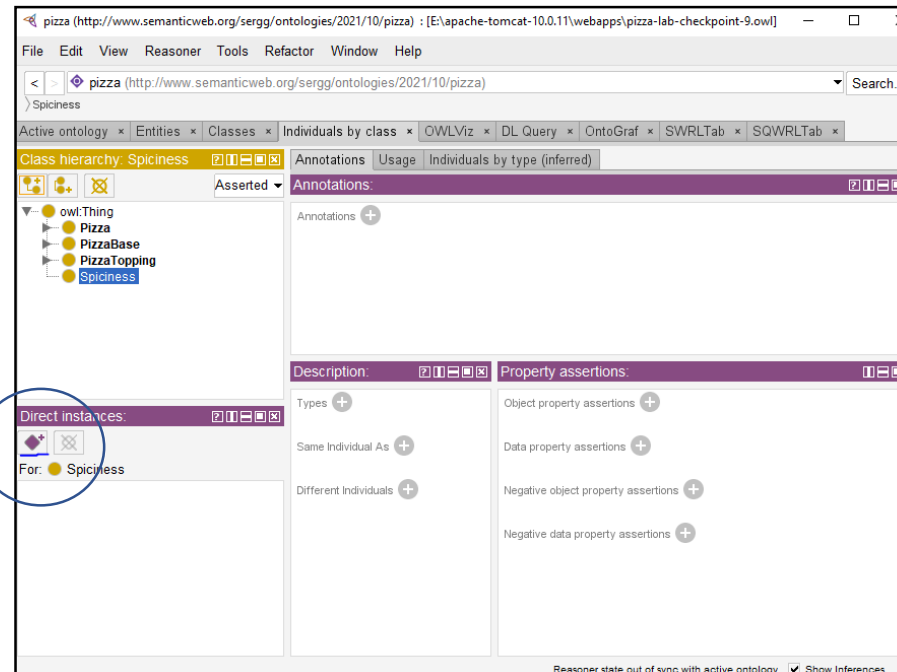 pizza (http://www.semanticweb.org/sergg/ontologies/2021/10/pizza) : [E:\apache-tomcat-10.0.11\webapps\pizza-lab-checkpoint-9.owl]
File Edit View Reasoner Tools Refactor Window Help
< > pizza (http://www.semanticweb.org/sergg/ontologies/2021/10/pizza) Search.
Spiciness
Active ontology × Entities × Classes × Individuals by class × OWLViz × DL Query × OntoGraf × SWRLTab × SQWRLTab ×
Class hierarchy: Spiciness
Asserted
owl:Thing
Pizza
PizzaBase
PizzaTopping
Spiciness
Annotations Usage Individuals by type (inferred)
Annotations:
Annotations
Direct instances:
For: Spiciness
Description:
Types
Same Individual As
Different Individuals
Property assertions:
Object property assertions
Data property assertions
Negative object property assertions
Negative data property assertions
Reasoner state out of sync with active ontology Show Inferences